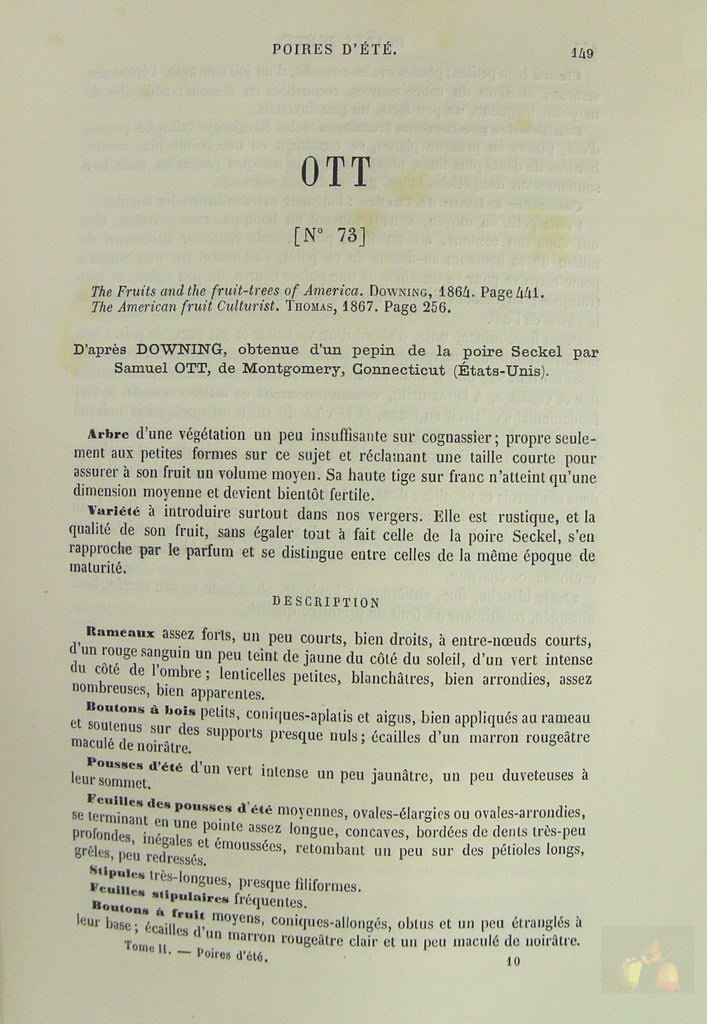 POIRES D'ÉTÉ.
149
OTT
[N° 73]
The Fruits and the fruit-trees of America. DOWNING, 1864. Page 441.
The American fruit Culturist. THOMAS, 1867. Page 256.
D'après DOWNING, obtenue d'un pepin de la poire Seckel par
Samuel OTT, de Montgomery, Connecticut (États-Unis).
Arbre d'une végétation un peu insuffisante sur cognassier; propre seule-
ment aux petites formes sur ce sujet et réclamant une taille courte pour
assurer à son fruit un volume moyen. Sa haute tige sur franc n'atteint qu'une
dimension moyenne et devient bientôt fertile.
Variété à introduire surtout dans nos vergers. Elle est rustique, et la
qualité de son fruit, sans égaler tout à fait celle de la poire Seckel, s'en
rapproche par le parfum et se distingue entre celles de la même époque de
maturité.
DESCRIPTION
Rameaux assez forts, un peu courts, bien droits, à entre-nœuds courts,
d'un rouge sanguin un peu teint de jaune du côté du soleil, d'un vert intense
du côté de l'ombre; lenticelles petites, blanchâtres, bien arrondies, assez
nombreuses, bien apparentes.
Boutons à bois petits, coniques-aplatis et aigus, bien appliqués au rameau
et soutenus sur des supports presque nuls; écailles d'un marron rougeâtre
maculé de noirâtre.
Pousses d'été d'un vert intense un peu jaunâtre, un peu duveteuses à
leur sommet.
Feuilles des pousses d'été moyennes, ovales-élargies ou ovales-arrondies,
se terminant en une pointe assez longue, concaves, bordées de dents très-peu
profondes, inégales et émoussées, retombant un peu sur des pétioles longs,
grêles, peu redressés.
Stipules très-longues, presque filiformes.
Feuilles stipulaires fréquentes.
Boutons à fruit moyens, coniques-allongés, obtus et un peu étranglés à
leur base; écailles d'un marron rougeâtre clair et un peu maculé de noirâtre.
Tome II. — Poires d'été.
10